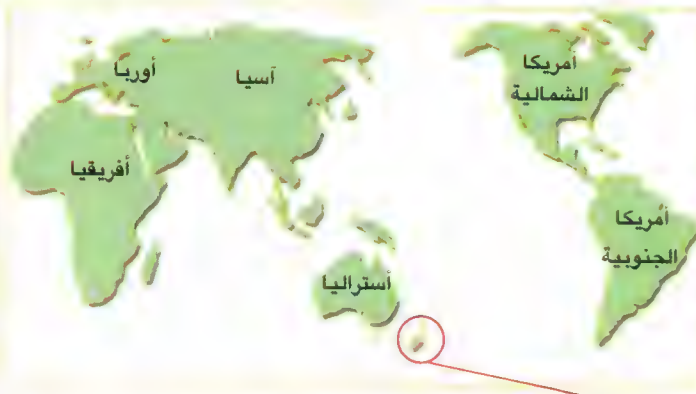 أوربا
آسيا
أمريكا
الشمالية
أفريقيا
أمريكا
الجنوبية
أستراليا